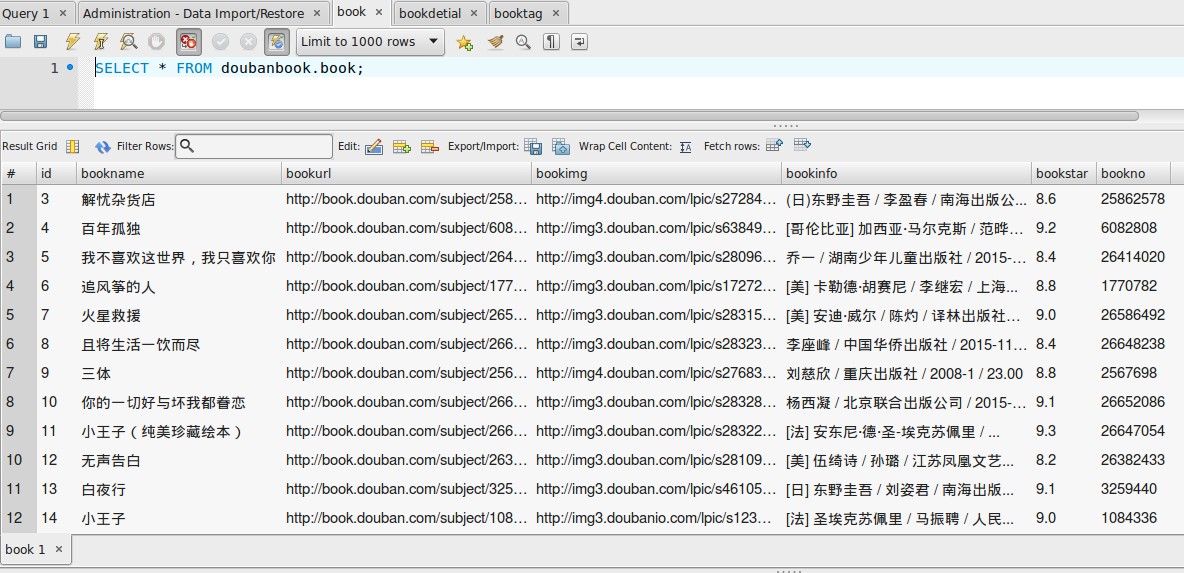 Query 1 × Administration - Data Import/Restore × book × bookdetial × booktag ×
Limit to 1000 rows
1 SELECT * FROM doubanbook.book;
Result Grid Filter Rows: Edit: Export/Import: Wrap Cell Content: Fetch rows:
# id bookname bookurl bookimg bookinfo bookstar bookno
1 3 解忧杂货店 http://book.douban.com/subject/258... http://img4.douban.com/lpic/s27284... (日)东野圭吾 / 李盈春 / 南海出版公... 8.6 25862578
2 4 百年孤独 http://book.douban.com/subject/608... http://img4.douban.com/lpic/s63849... [哥伦比亚] 加西亚·马尔克斯 / 范晔... 9.2 6082808
3 5 我不喜欢这世界，我只喜欢你 http://book.douban.com/subject/264... http://img3.douban.com/lpic/s28096... 乔一 / 湖南少年儿童出版社 / 2015-... 8.4 26414020
4 6 追风筝的人 http://book.douban.com/subject/177... http://img3.douban.com/lpic/s17272... [美] 卡勒德·胡赛尼 / 李继宏 / 上海... 8.8 1770782
5 7 火星救援 http://book.douban.com/subject/265... http://img3.douban.com/lpic/s28315... [美] 安迪·威尔 / 陈灼 / 译林出版社... 9.0 26586492
6 8 且将生活一饮而尽 http://book.douban.com/subject/266... http://img3.douban.com/lpic/s28323... 李座峰 / 中国华侨出版社 / 2015-11... 8.4 26648238
7 9 三体 http://book.douban.com/subject/256... http://img4.douban.com/lpic/s27683... 刘慈欣 / 重庆出版社 / 2008-1 / 23.00 8.8 2567698
8 10 你的一切好与坏我都眷恋 http://book.douban.com/subject/266... http://img3.douban.com/lpic/s28328... 杨西凝 / 北京联合出版公司 / 2015-... 9.1 26652086
9 11 小王子（纯美珍藏绘本） http://book.douban.com/subject/266... http://img3.douban.com/lpic/s28322... [法] 安东尼·德·圣-埃克苏佩里 / ... 9.3 26647054
10 12 无声告白 http://book.douban.com/subject/263... http://img3.douban.com/lpic/s28109... [美] 伍绮诗 / 孙璐 / 江苏凤凰文艺... 8.2 26382433
11 13 白夜行 http://book.douban.com/subject/325... http://img3.douban.com/lpic/s46105... [日] 东野圭吾 / 刘姿君 / 南海出版... 9.1 3259440
12 14 小王子 http://book.douban.com/subject/108... http://img3.doubanio.com/lpic/s123... [法] 圣埃克苏佩里 / 马振聘 / 人民... 9.0 1084336
book 1 ×